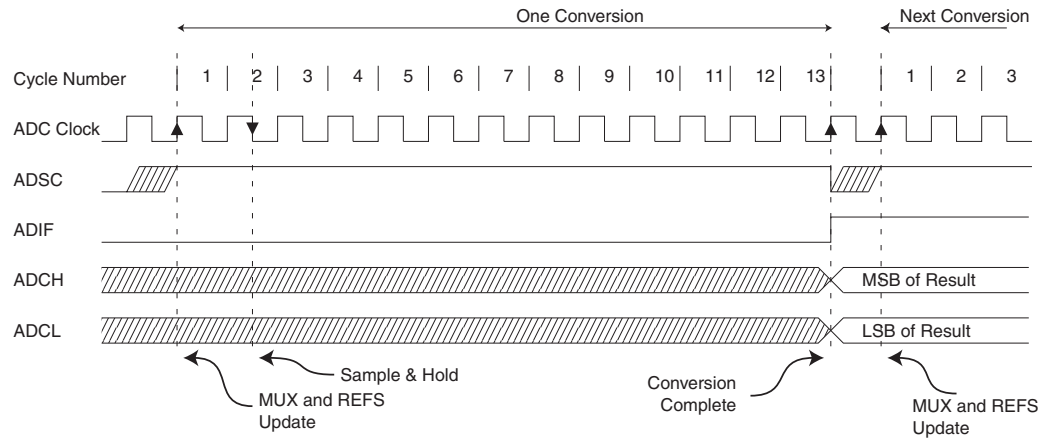 One Conversion
Next Conversion
Cycle Number 1 2 3 4 5 6 7 8 9 10 11 12 13 1 2 3
ADC Clock
ADSC
ADIF
ADCH
MSB of Result
ADCL
LSB of Result
Sample & Hold
MUX and REFS
Update
Conversion
Complete
MUX and REFS
Update